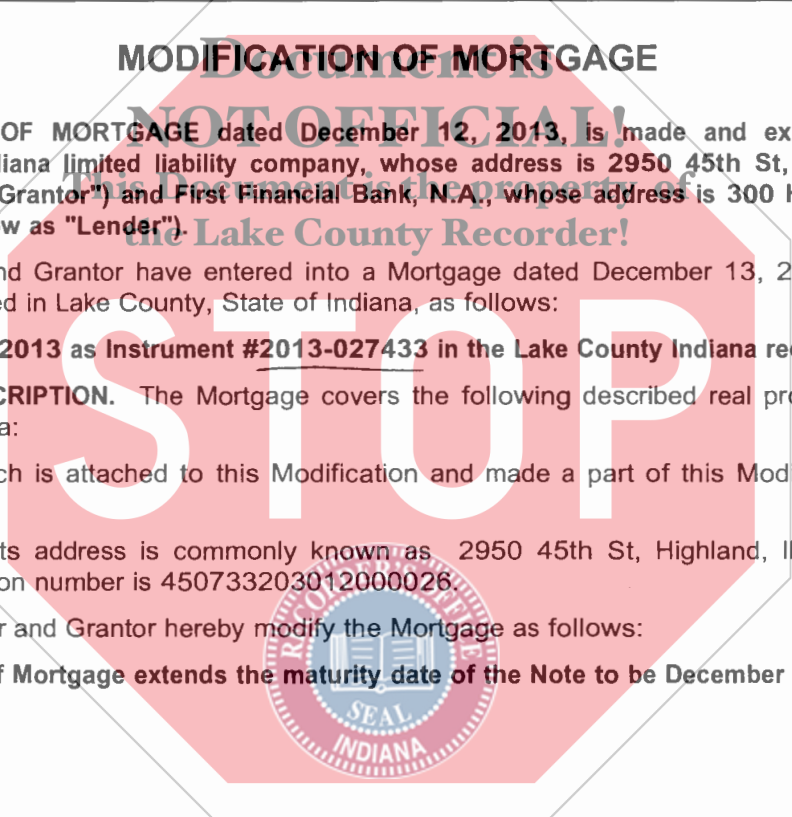 MODIFICATION OF MORTGAGE
Document is
NOT OFFICIAL!
OF MORTGAGE dated December 12, 2013, is made and ex
diana limited liability company, whose address is 2950 45th St,
This Document is the property of
Grantor") and First Financial Bank, N.A., whose address is 300 H
w as "Lender").
the Lake County Recorder!
nd Grantor have entered into a Mortgage dated December 13, 2
ed in Lake County, State of Indiana, as follows:
2013 as Instrument #2013-027433 in the Lake County Indiana re
CRIPTION. The Mortgage covers the following described real pro
a:
STOP
ch is attached to this Modification and made a part of this Modi
ts address is commonly known as 2950 45th St, Highland, I
on number is 450733203012000026.
r and Grantor hereby modify the Mortgage as follows:
f Mortgage extends the maturity date of the Note to be December
RECORDER'S OFFICE
SEAL
INDIANA